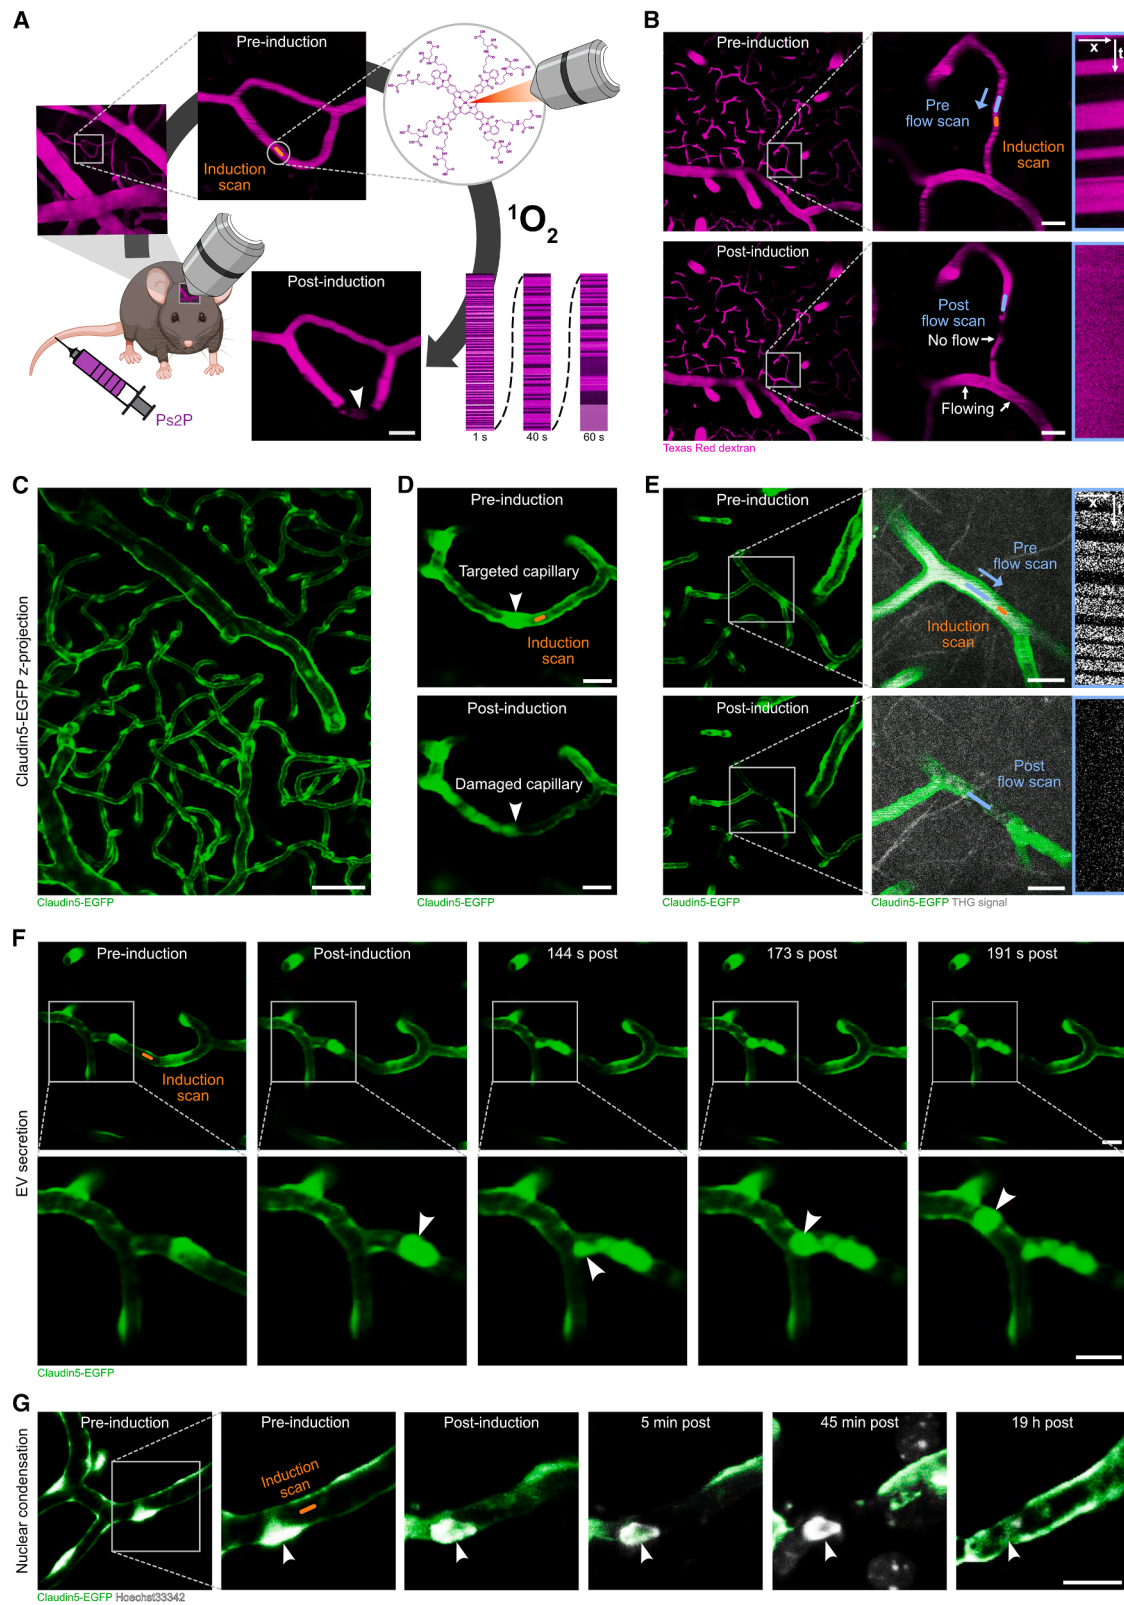 A
Pre-induction
Induction
scan
¹O₂
Post-induction
Ps2P
1 s
40 s
60 s
B
Pre-induction
Pre
flow scan
Induction
scan
x
t
Post-induction
Post
flow scan
No flow
Flowing
Texas Red dextran
C
Claudin5-EGFP z-projection
Claudin5-EGFP
D
Pre-induction
Targeted capillary
Induction
scan
Post-induction
Damaged capillary
Claudin5-EGFP
E
Pre-induction
Pre
flow scan
Induction
scan
x
t
Post-induction
Post
flow scan
Claudin5-EGFP
Claudin5-EGFP THG signal
F
EV secretion
Pre-induction
Post-induction
144 s post
173 s post
191 s post
Induction
scan
Claudin5-EGFP
G
Nuclear condensation
Pre-induction
Pre-induction
Post-induction
5 min post
45 min post
19 h post
Induction
scan
Claudin5-EGFP Hoechst33342